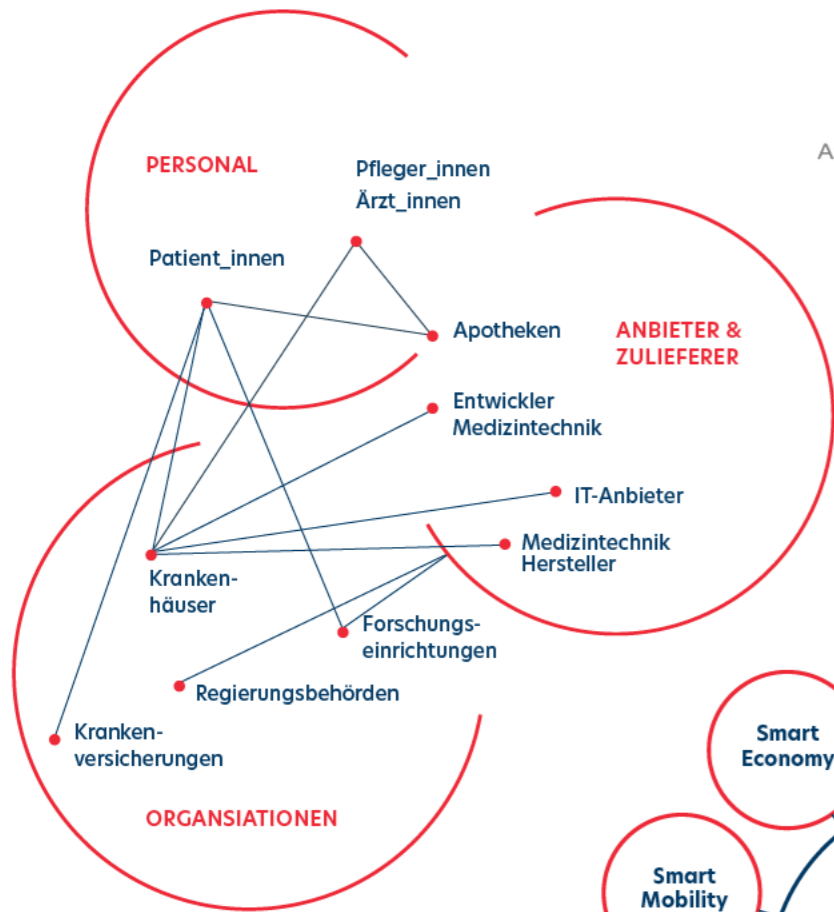 PERSONAL
Pfleger_innen
Ärzt_innen
A
Patient_innen
Apotheken
ANBIETER &
ZULIEFERER
Entwickler
Medizintechnik
IT-Anbieter
Medizintechnik
Hersteller
Kranken-
häuser
Forschungs-
einrichtungen
Regierungsbehörden
Kranken-
versicherungen
ORGANSIATIONEN
Smart
Economy
Smart
Mobility